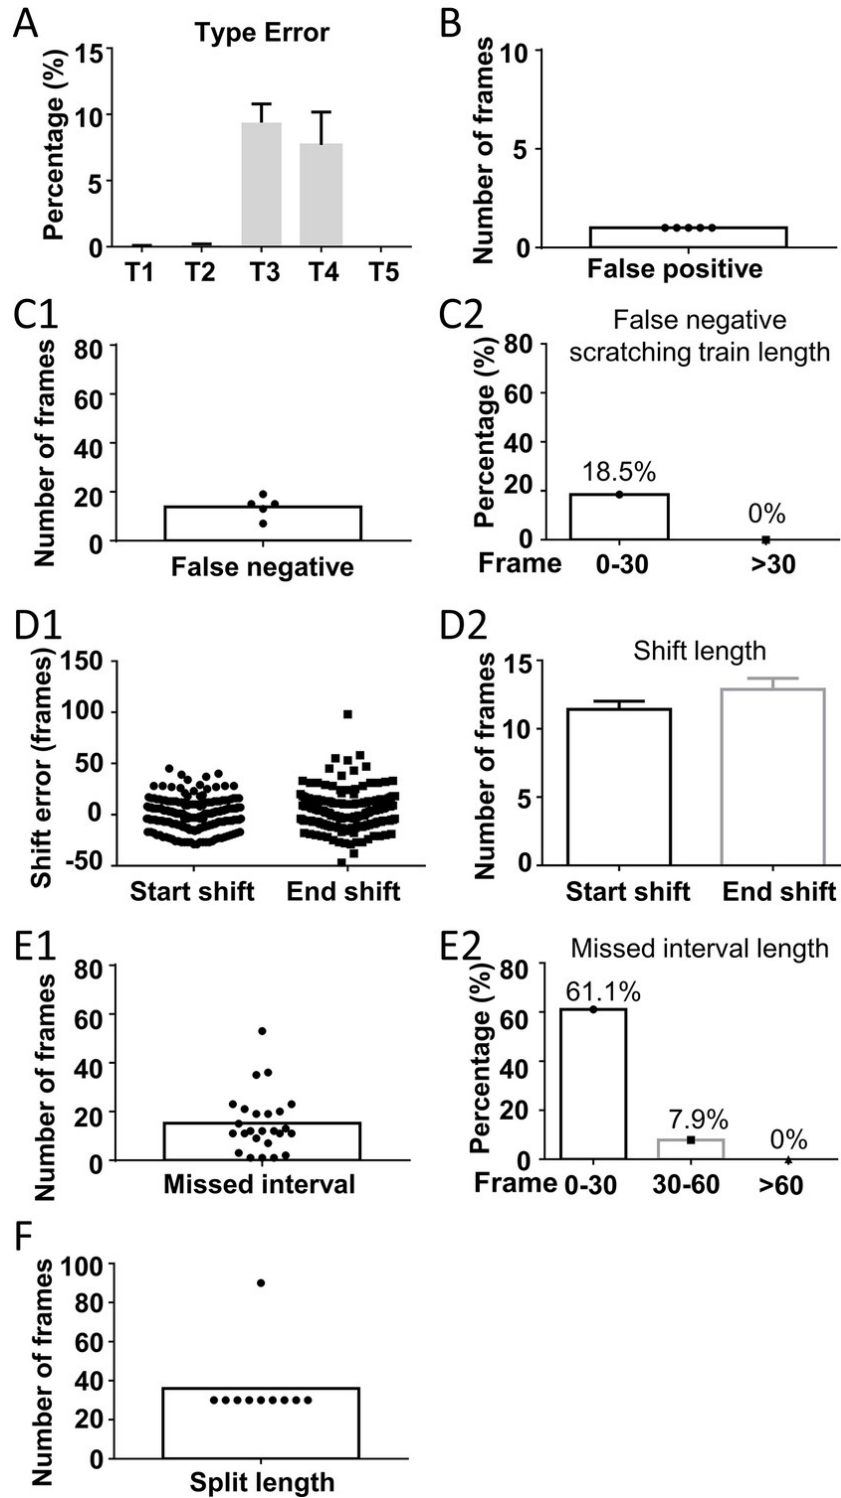 A
Type Error
Percentage (%)
15
10
5
0
T1 T2 T3 T4 T5
B
Number of frames
10
5
0
False positive
C1
Number of frames
80
60
40
20
0
False negative
C2
False negative
scratching train length
Percentage (%)
80
60
40
20
0
18.5%
0%
Frame 0-30 >30
D1
Shift error (frames)
150
100
50
0
-50
Start shift End shift
D2
Shift length
Number of frames
15
10
5
0
Start shift End shift
E1
Number of frames
80
60
40
20
0
Missed interval
E2
Missed interval length
Percentage (%)
80
60
40
20
0
61.1%
7.9%
0%
Frame 0-30 30-60 >60
F
Number of frames
100
80
60
40
20
0
Split length